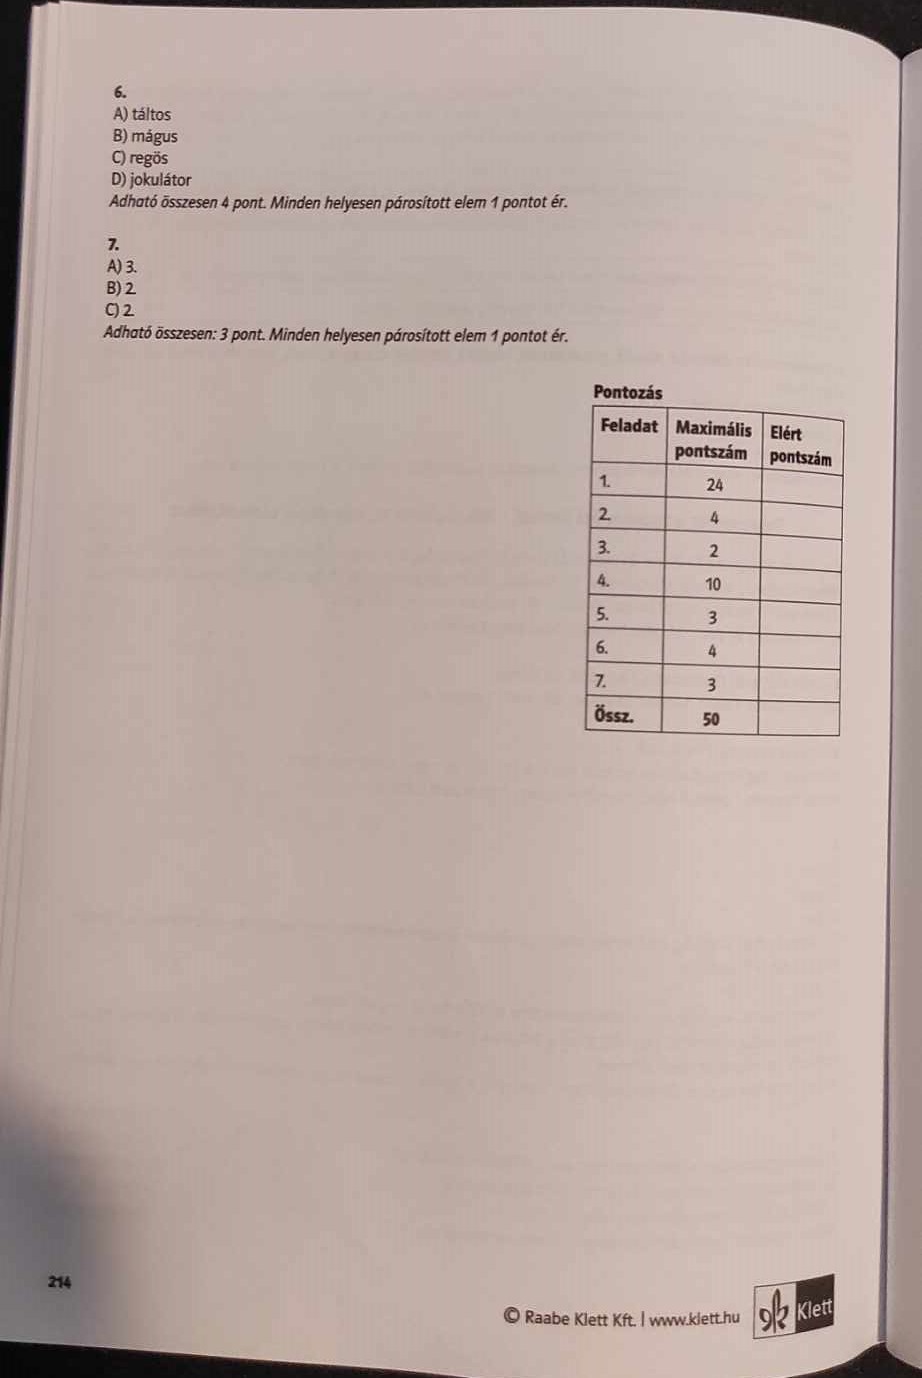 6.
A) táltos
B) mágus
C) regös
D) jokulátor
Adható összesen 4 pont. Minden helyesen párosított elem 1 pontot ér.
7.
A) 3.
B) 2.
C) 2.
Adható összesen: 3 pont. Minden helyesen párosított elem 1 pontot ér.
Pontozás
Feladat Maximális pontszám Elért pontszám
1. 24
2. 4
3. 2
4. 10
5. 3
6. 4
7. 3
Össz. 50
214
© Raabe Klett Kft. | www.klett.hu
Klett